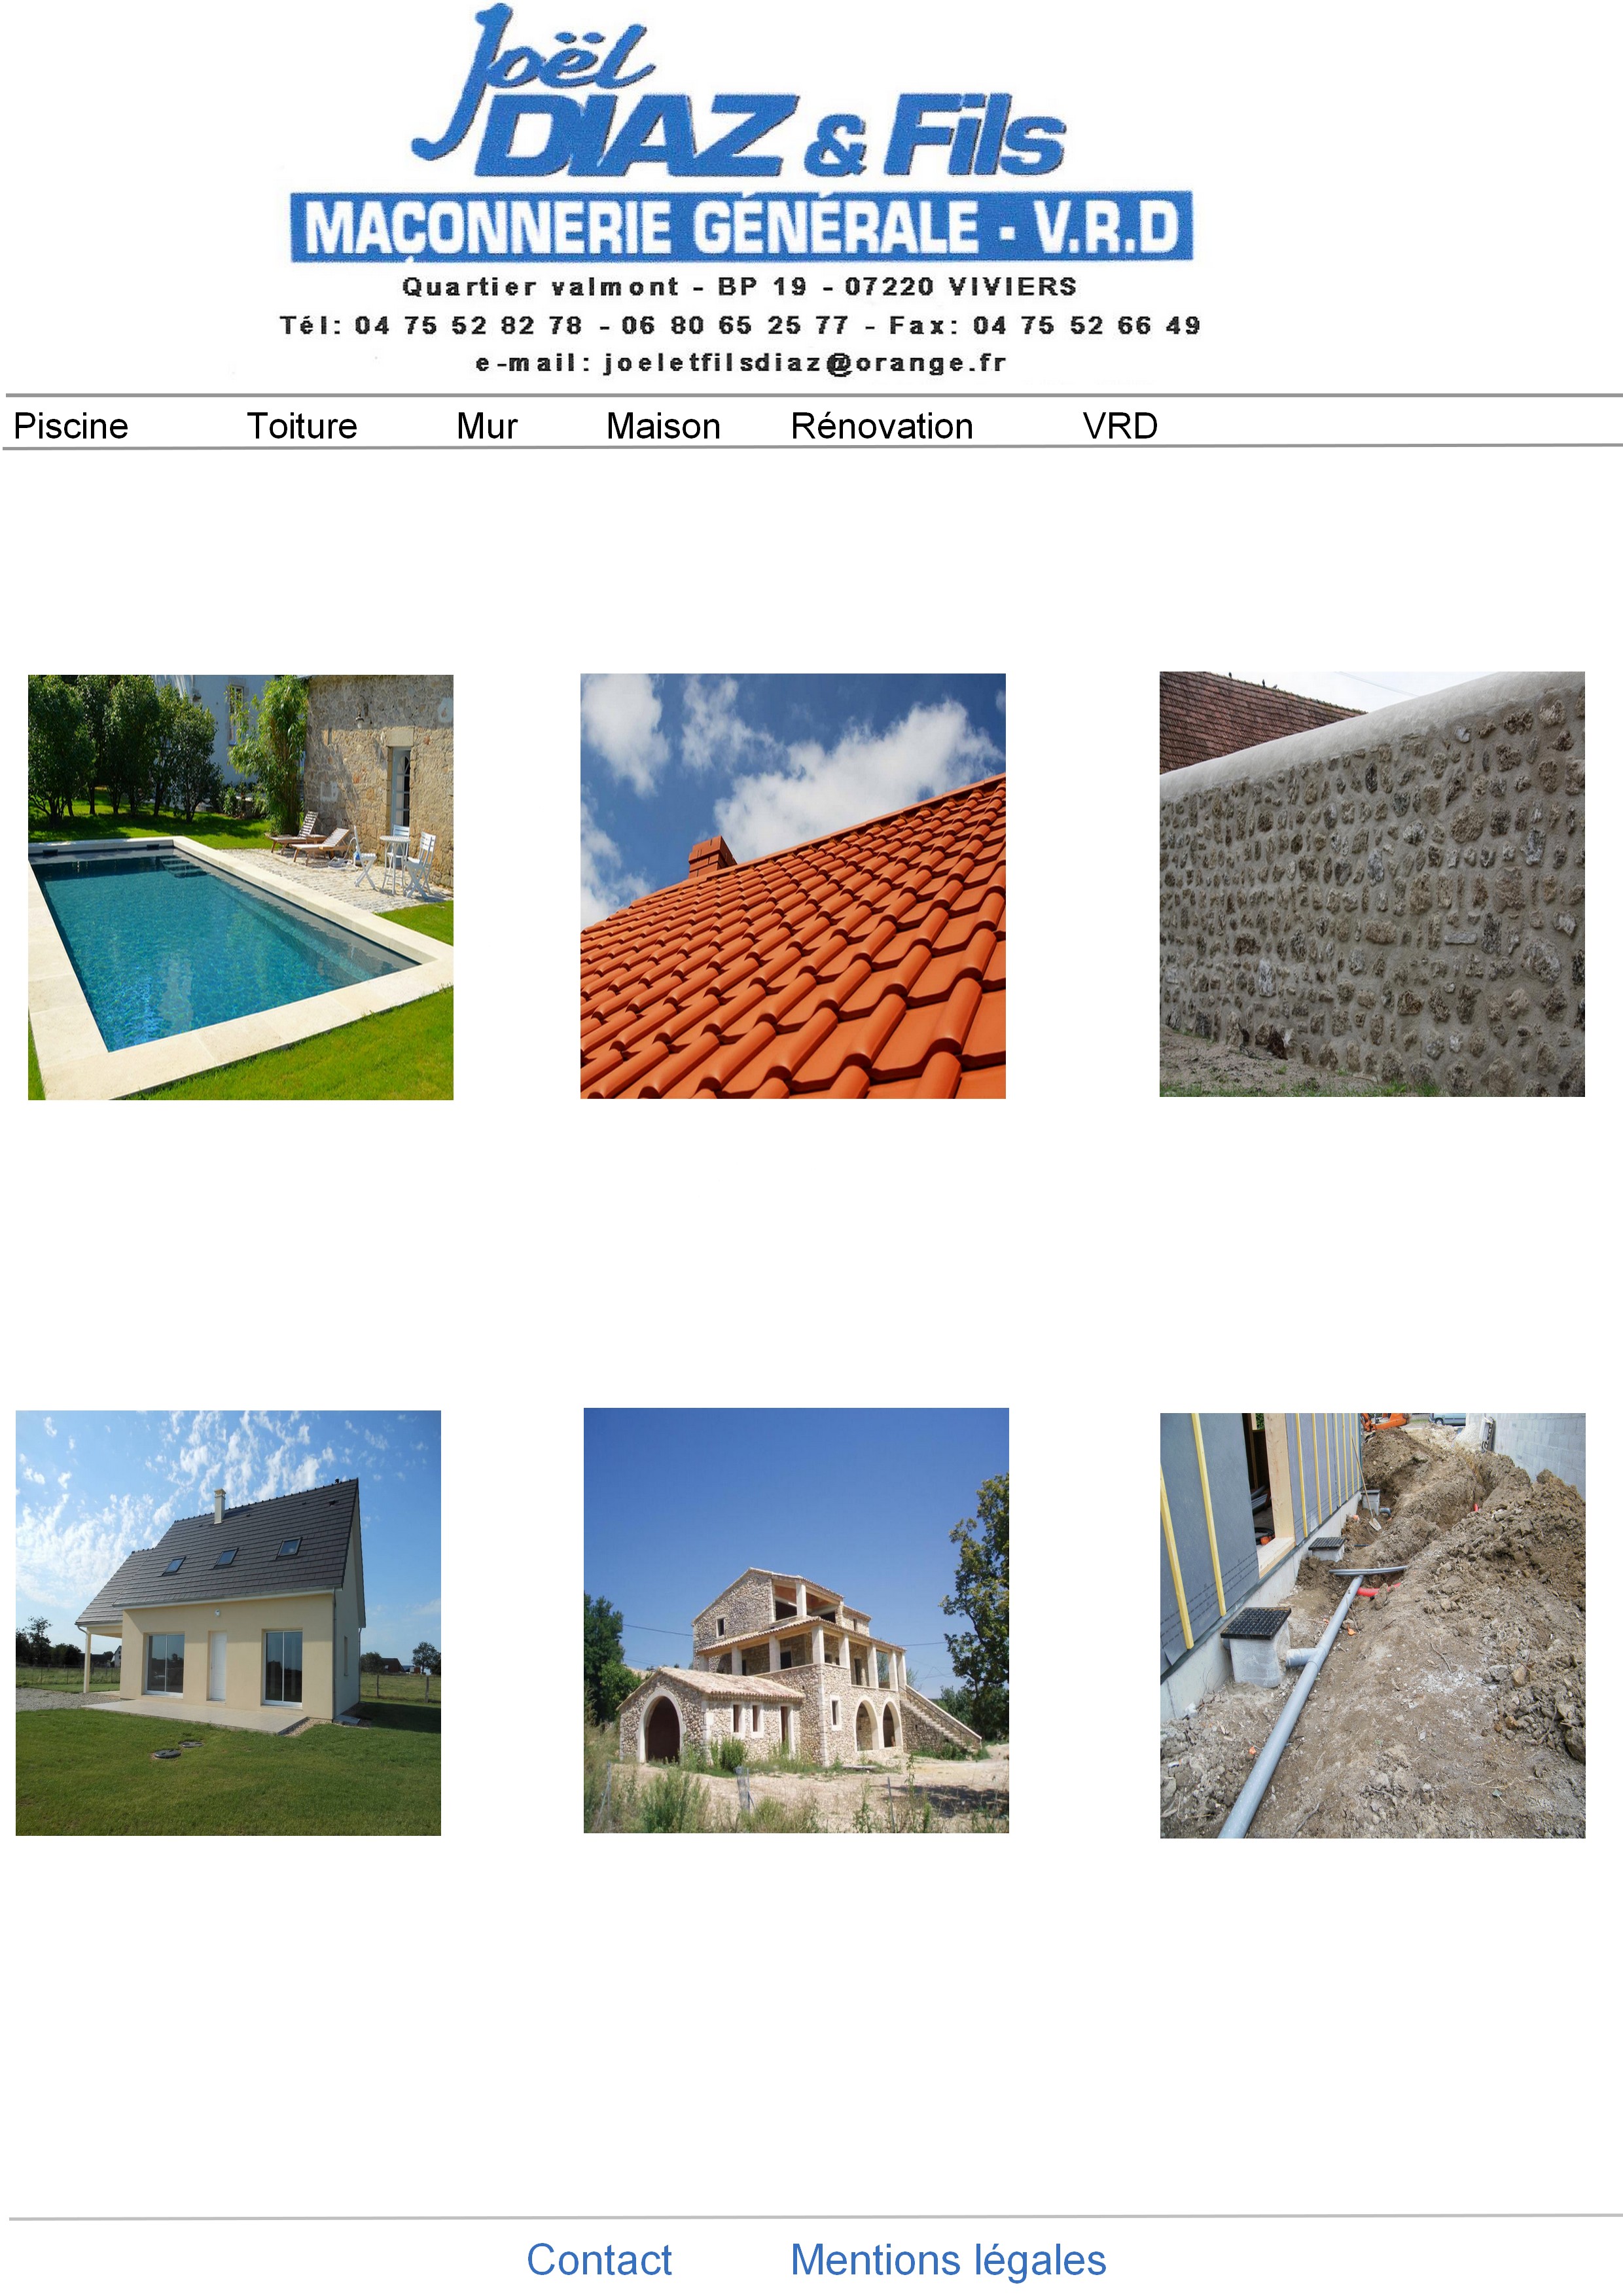 Joël
DIAZ & Fils
MAÇONNERIE GÉNÉRALE - V.R.D
Quartier valmont - BP 19 - 07220 VIVIERS
Tél: 04 75 52 82 78 - 06 80 65 25 77 - Fax: 04 75 52 66 49
e-mail: joeletfilsdiaz@orange.fr
Piscine Toiture Mur Maison Rénovation VRD
Contact Mentions légales